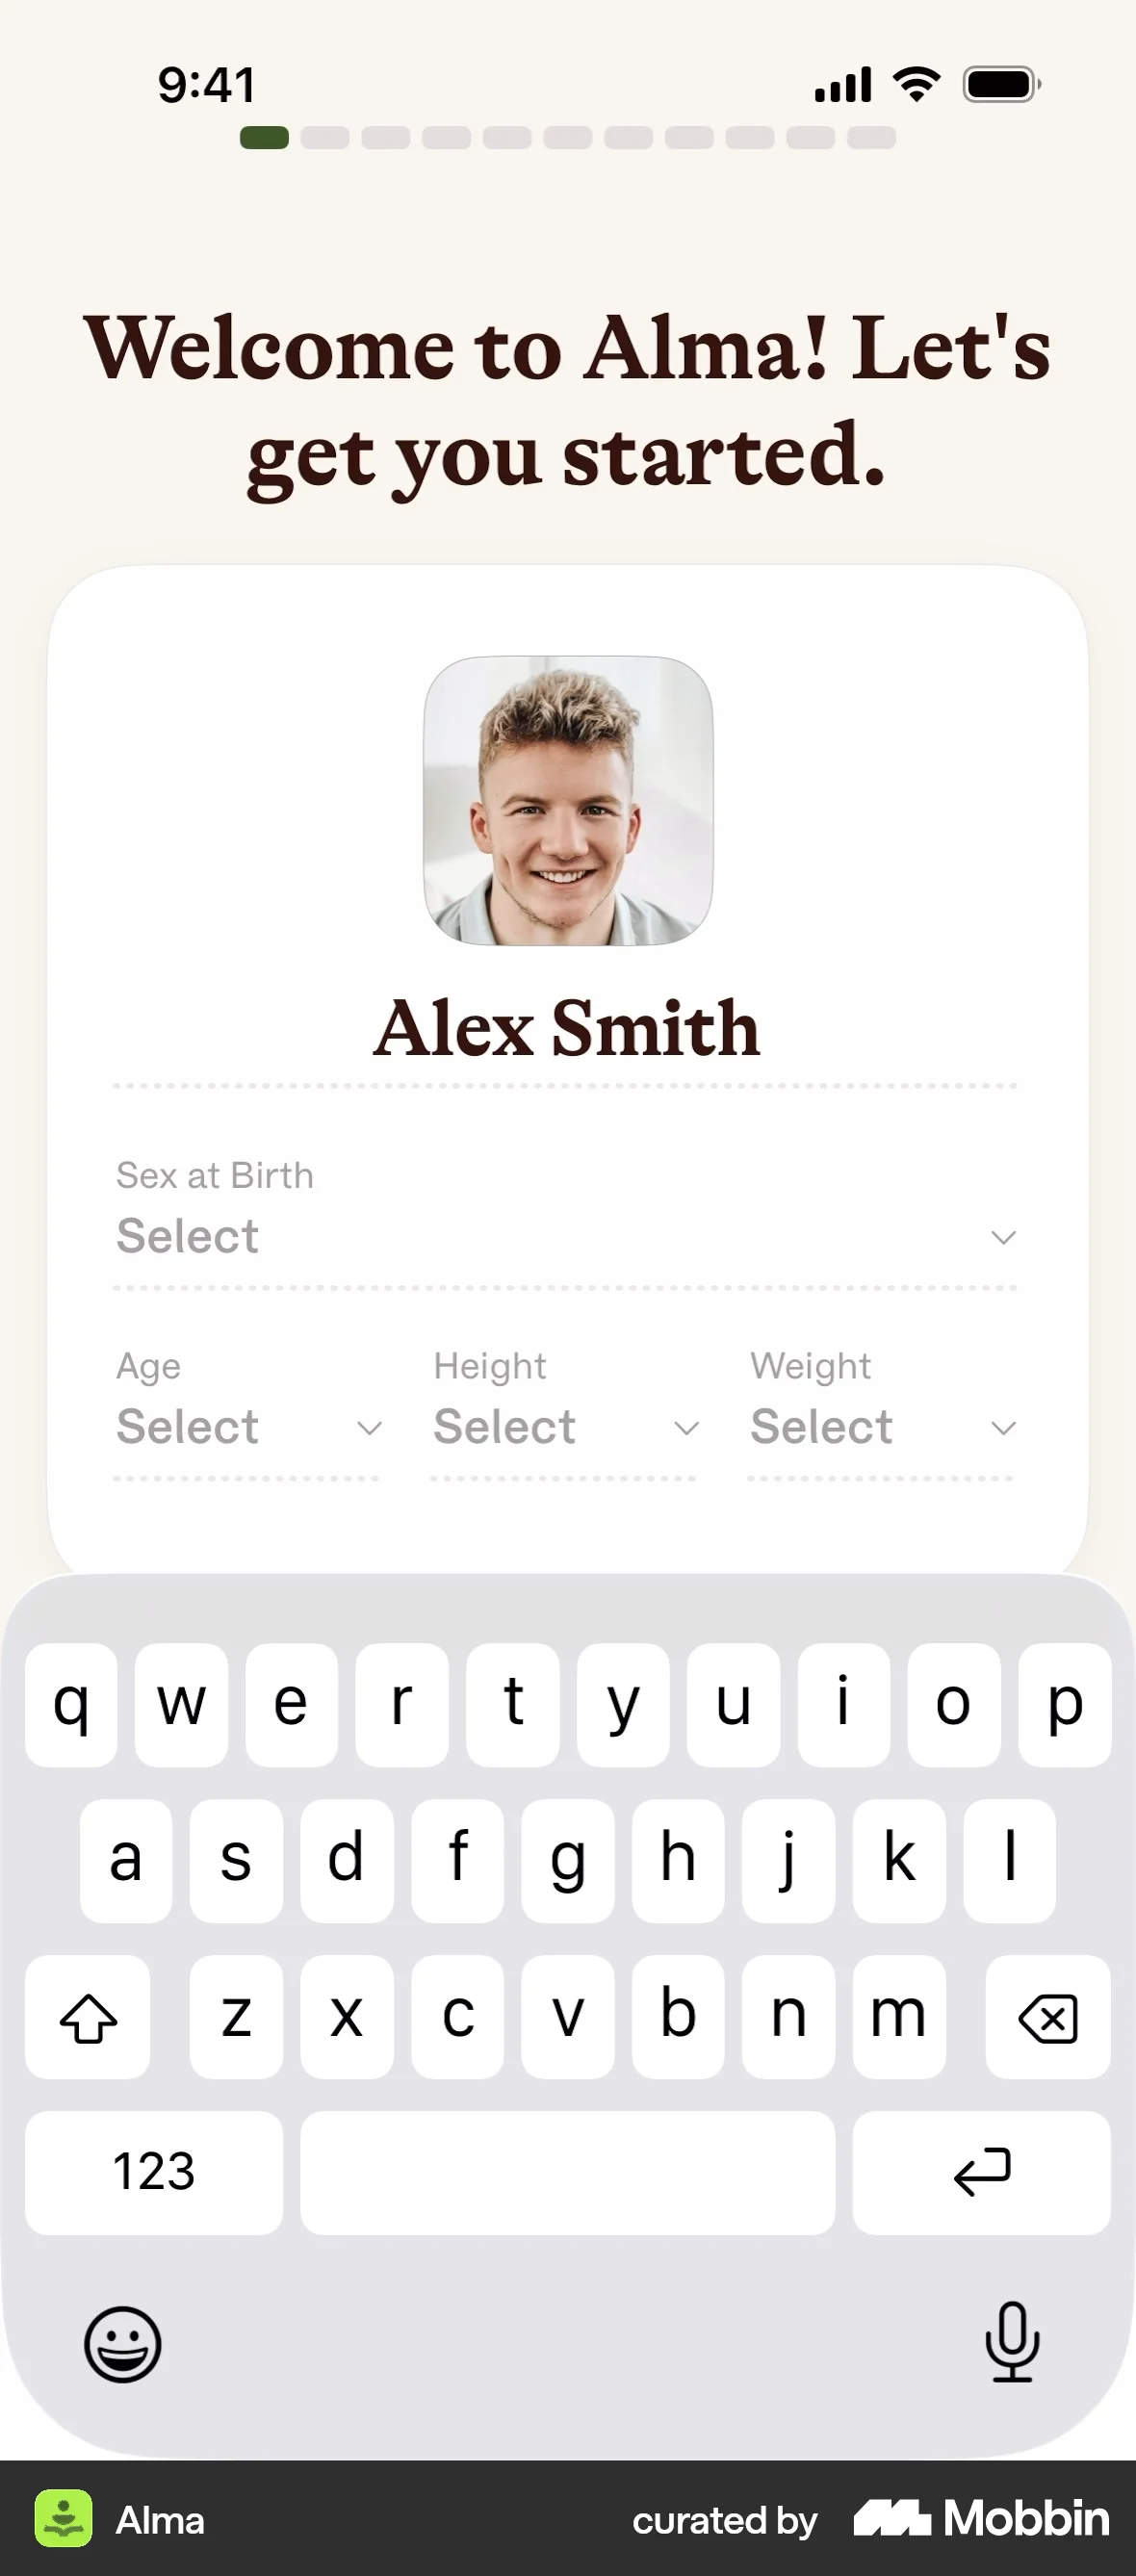 9:41
Welcome to Alma! Let's
get you started.
Alex Smith
Sex at Birth
Select
Age Height Weight
Select Select Select
q w e r t y u i o p
a s d f g h j k l
z x c v b n m
123
Alma curated by Mobbin